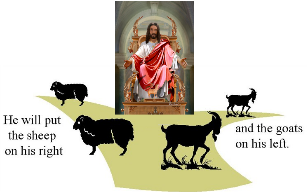 He will put
the sheep
on his right
and the goats
on his left.